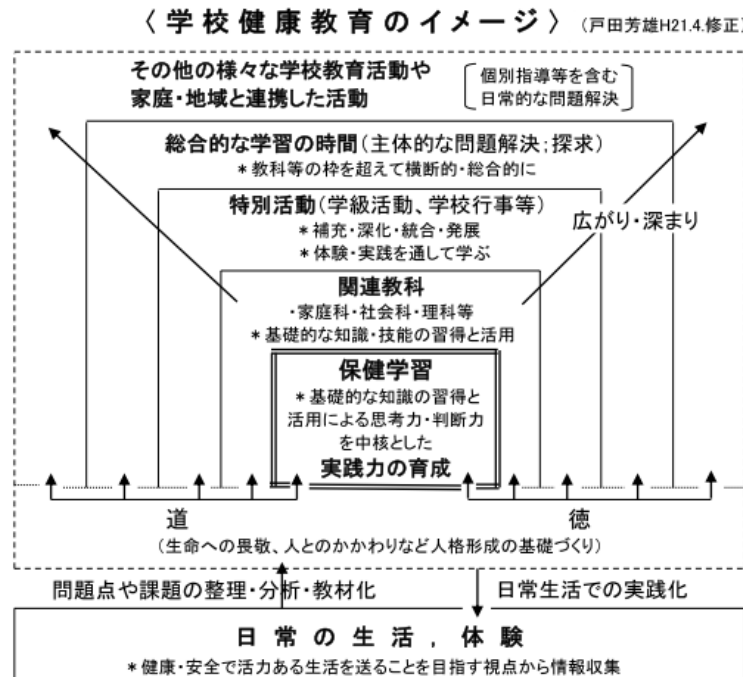 〈学校健康教育のイメージ〉(戸田芳雄H21.4.修正)
その他の様々な学校教育活動や
家庭・地域と連携した活動
個別指導等を含む
日常的な問題解決
総合的な学習の時間(主体的な問題解決;探求)
*教科等の枠を超えて横断的・総合的に
特別活動(学級活動、学校行事等)
*補充・深化・統合・発展
*体験・実践を通して学ぶ
広がり・深まり
関連教科
・家庭科・社会科・理科等
*基礎的な知識・技能の習得と活用
保健学習
*基礎的な知識の習得と
活用による思考力・判断力
を中核とした
実践力の育成
道 徳
(生命への畏敬、人とのかかわりなど人格形成の基礎づくり)
問題点や課題の整理・分析・教材化
日常生活での実践化
日常の生活,体験
*健康・安全で活力ある生活を送ることを目指す視点から情報収集